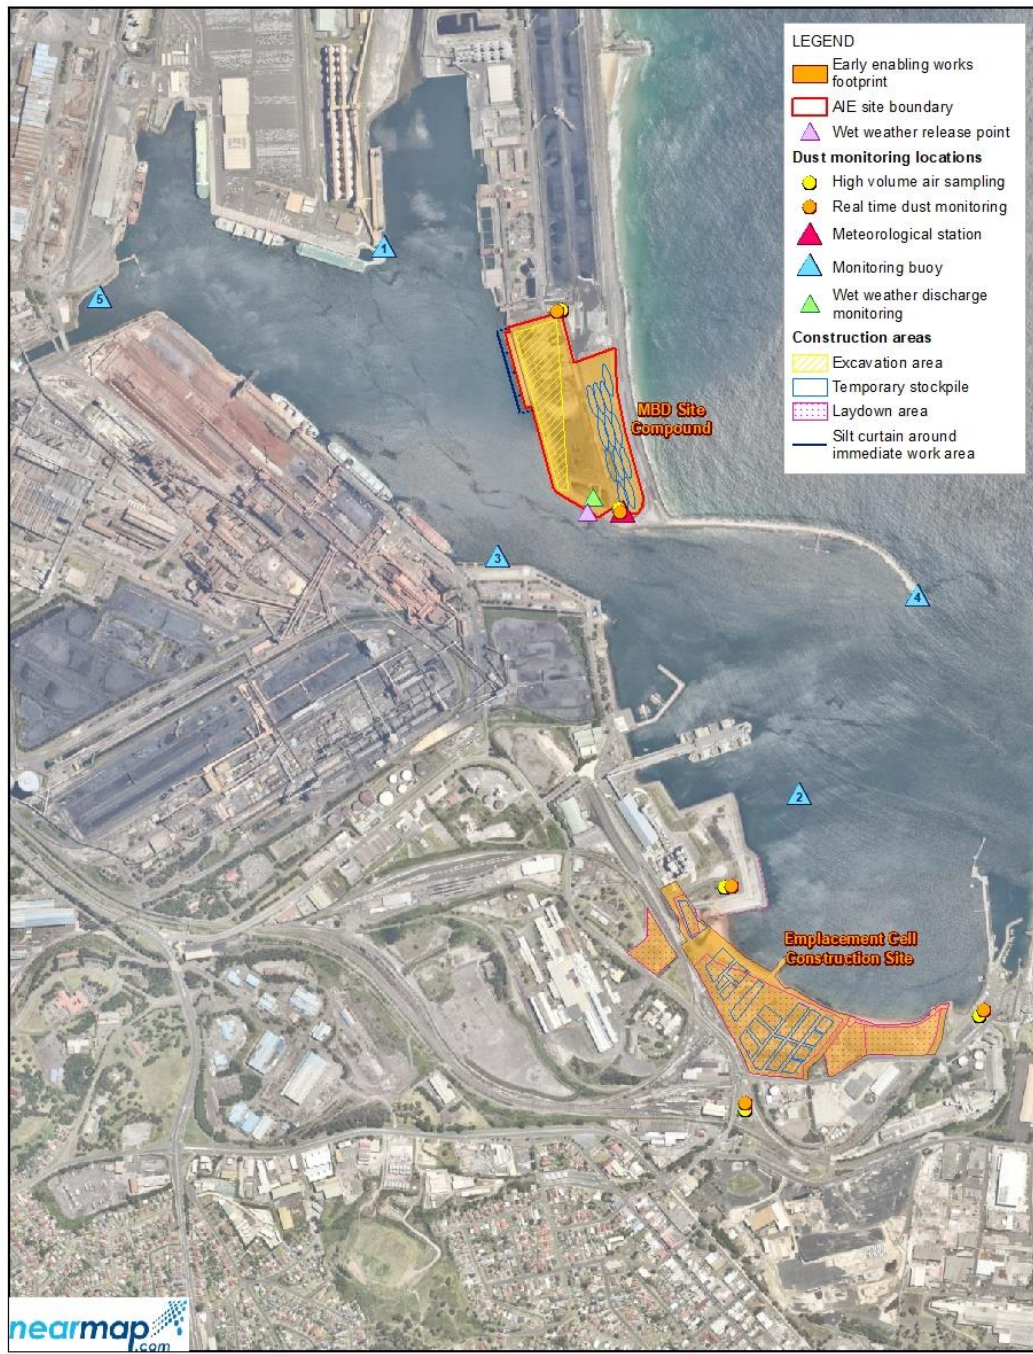 LEGEND
Early enabling works
footprint
AIE site boundary
Wet weather release point
Dust monitoring locations
High volume air sampling
Real time dust monitoring
Meteorological station
Monitoring buoy
Wet weather discharge
monitoring
Construction areas
Excavation area
Temporary stockpile
Laydown area
Silt curtain around
immediate work area
1
5
MBD Site
Compound
3
4
2
Emplacement Cell
Construction Site
nearmap
.com